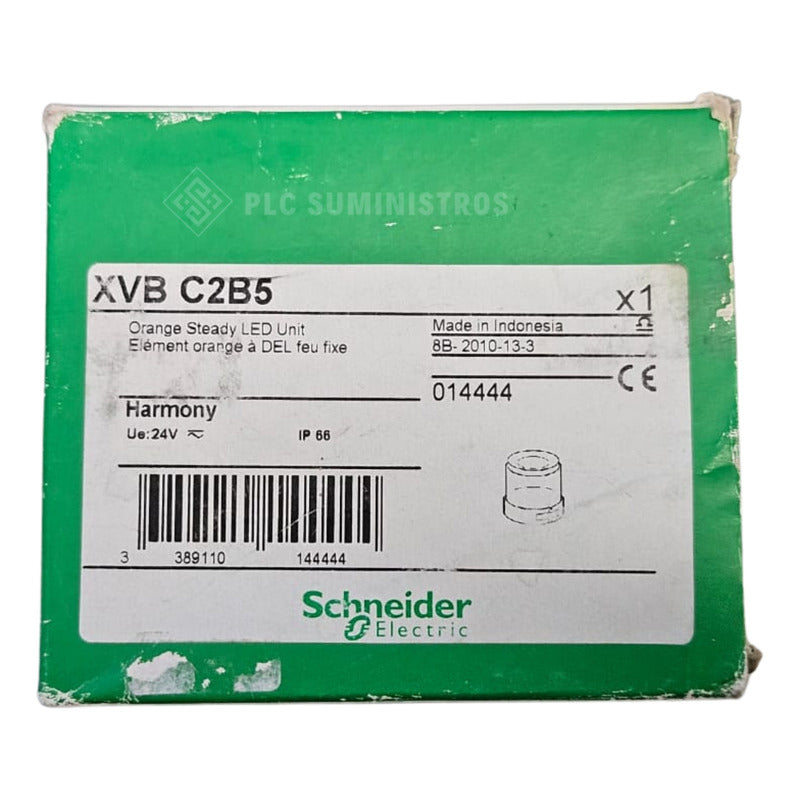 PLC SUMINISTROS
XVB C2B5
x1
Orange Steady LED Unit
Elément orange à DEL feu fixe
Made in Indonesia
8B- 2010-13-3
014444
CE
Harmony
Ue:24V
IP 66
3 389110 144444
Schneider
Electric